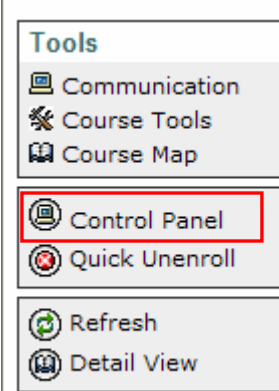 Tools
Communication
Course Tools
Course Map
Control Panel
Quick Unenroll
Refresh
Detail View